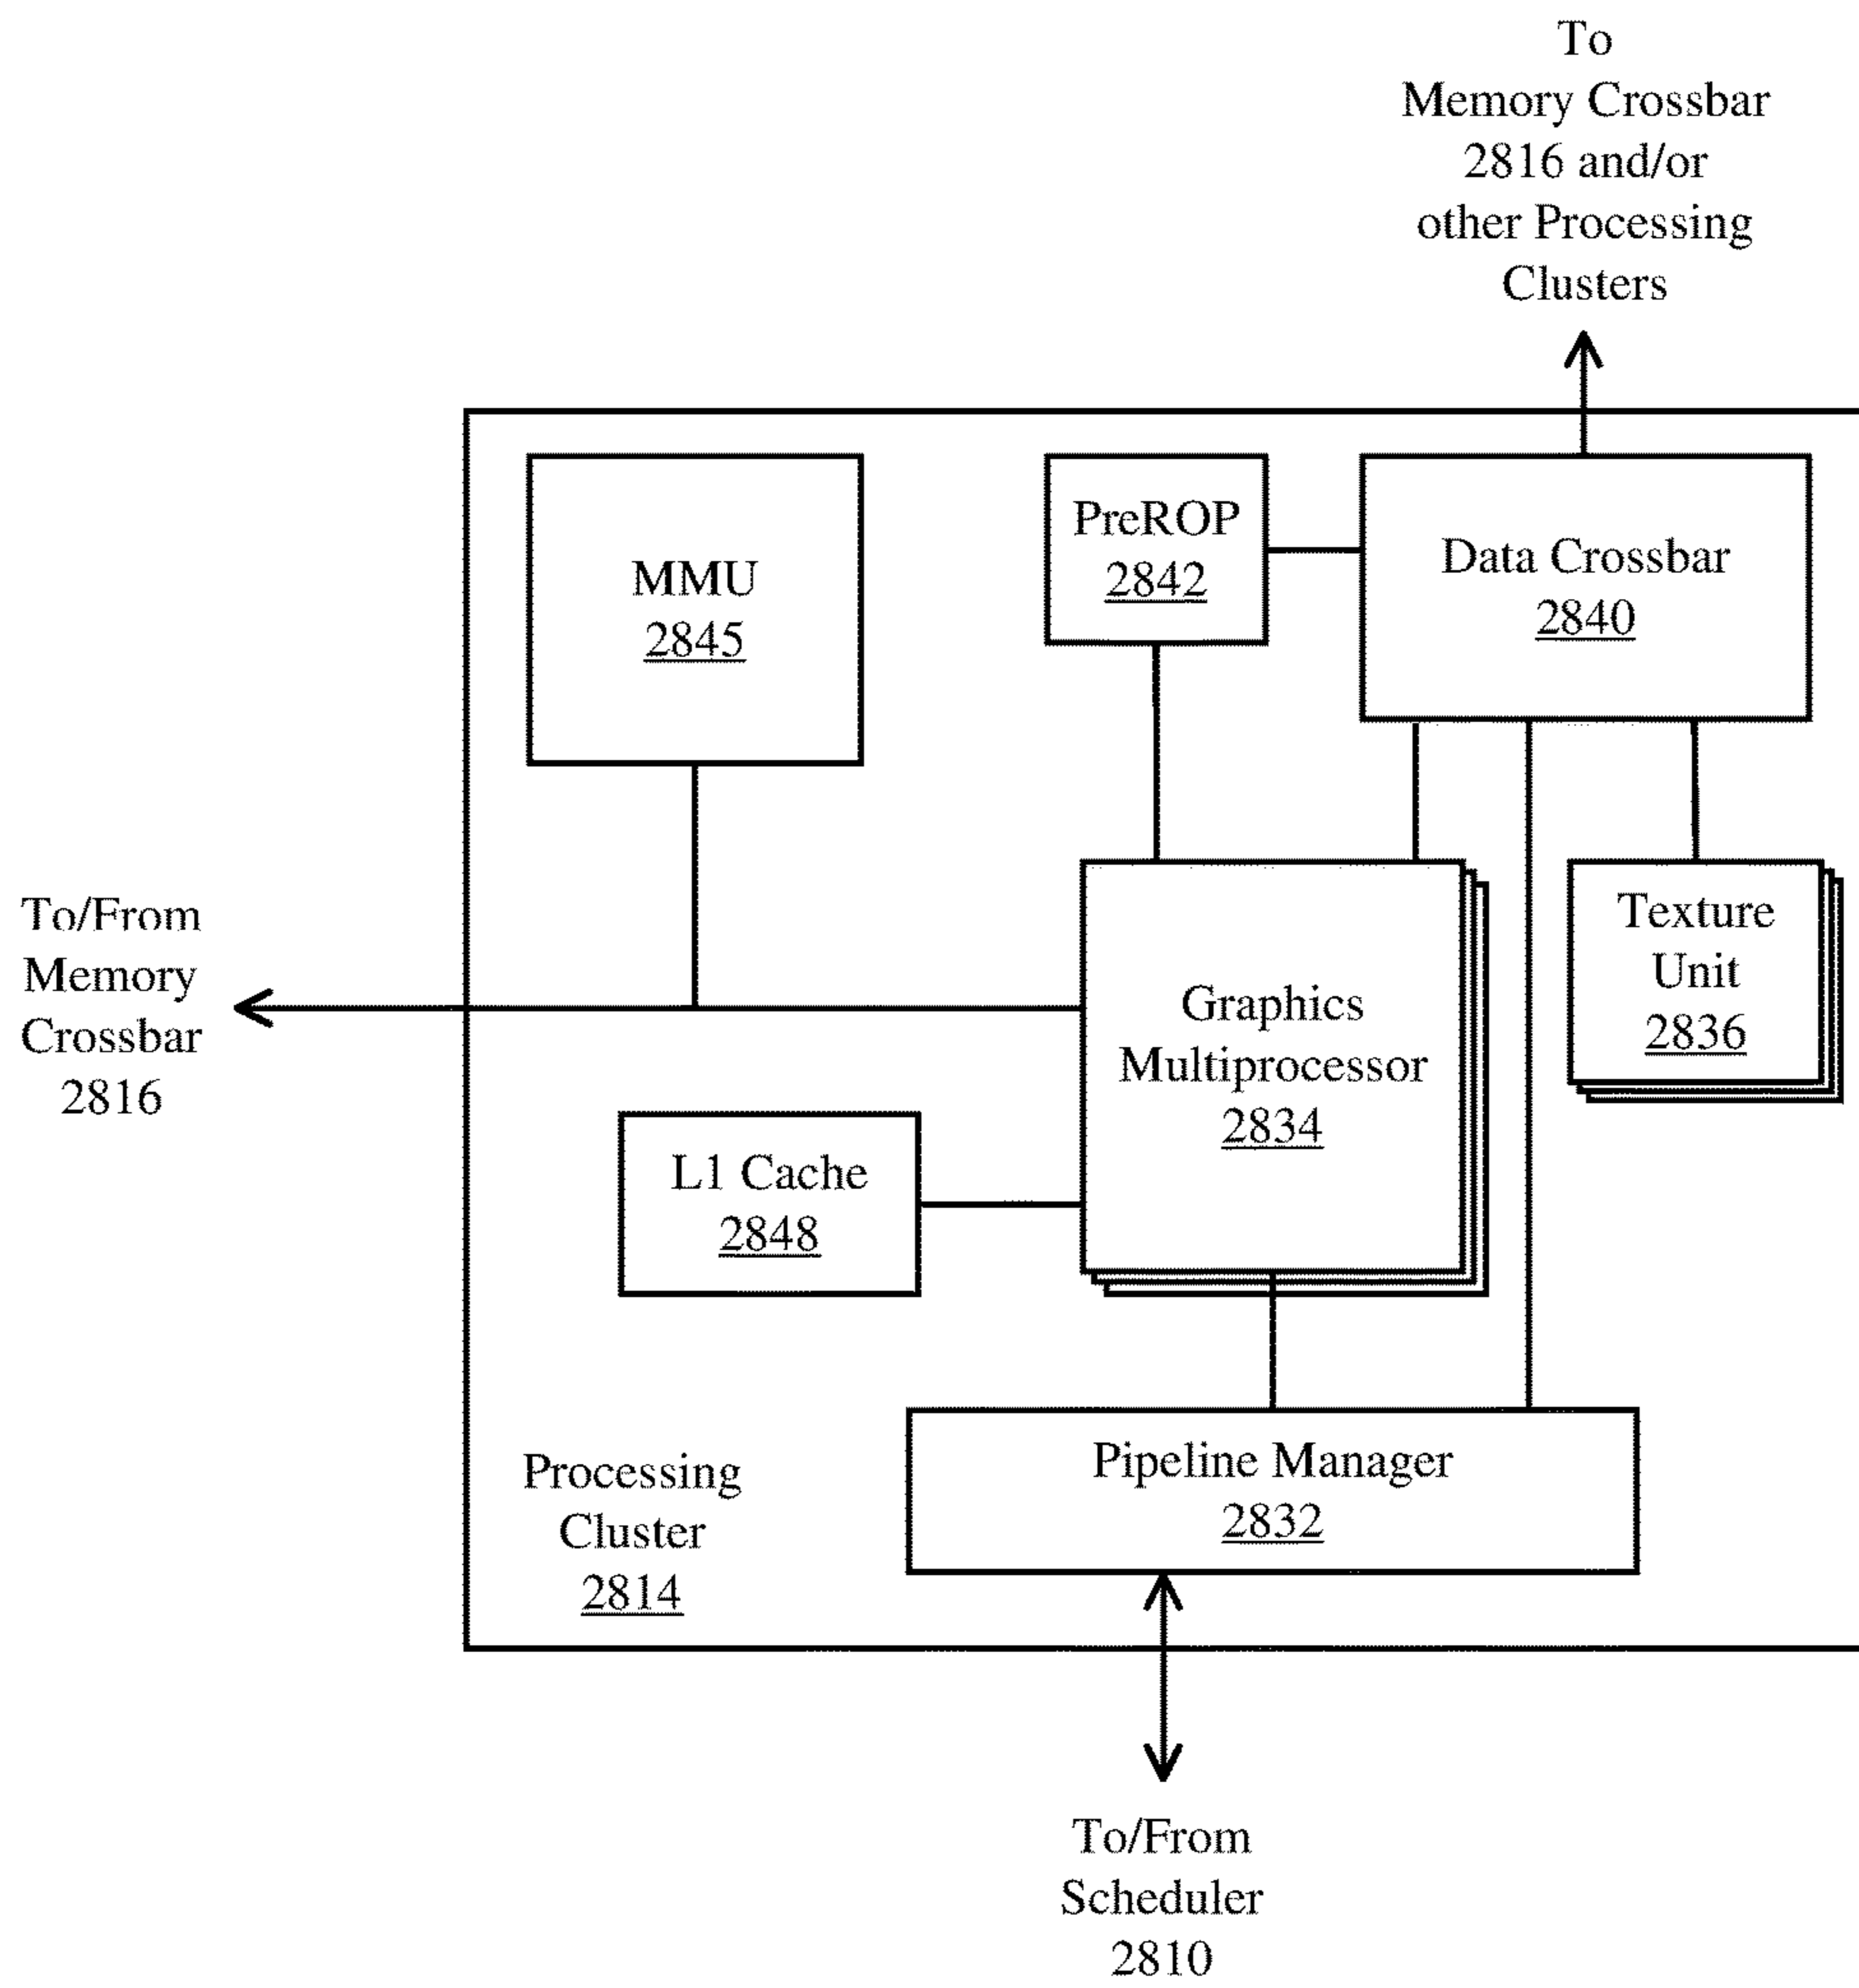 To
Memory Crossbar
2816 and/or
other Processing
Clusters
MMU
2845
PreROP
2842
Data Crossbar
2840
To/From
Memory
Crossbar
2816
Graphics
Multiprocessor
2834
Texture
Unit
2836
L1 Cache
2848
Processing
Cluster
2814
Pipeline Manager
2832
To/From
Scheduler
2810